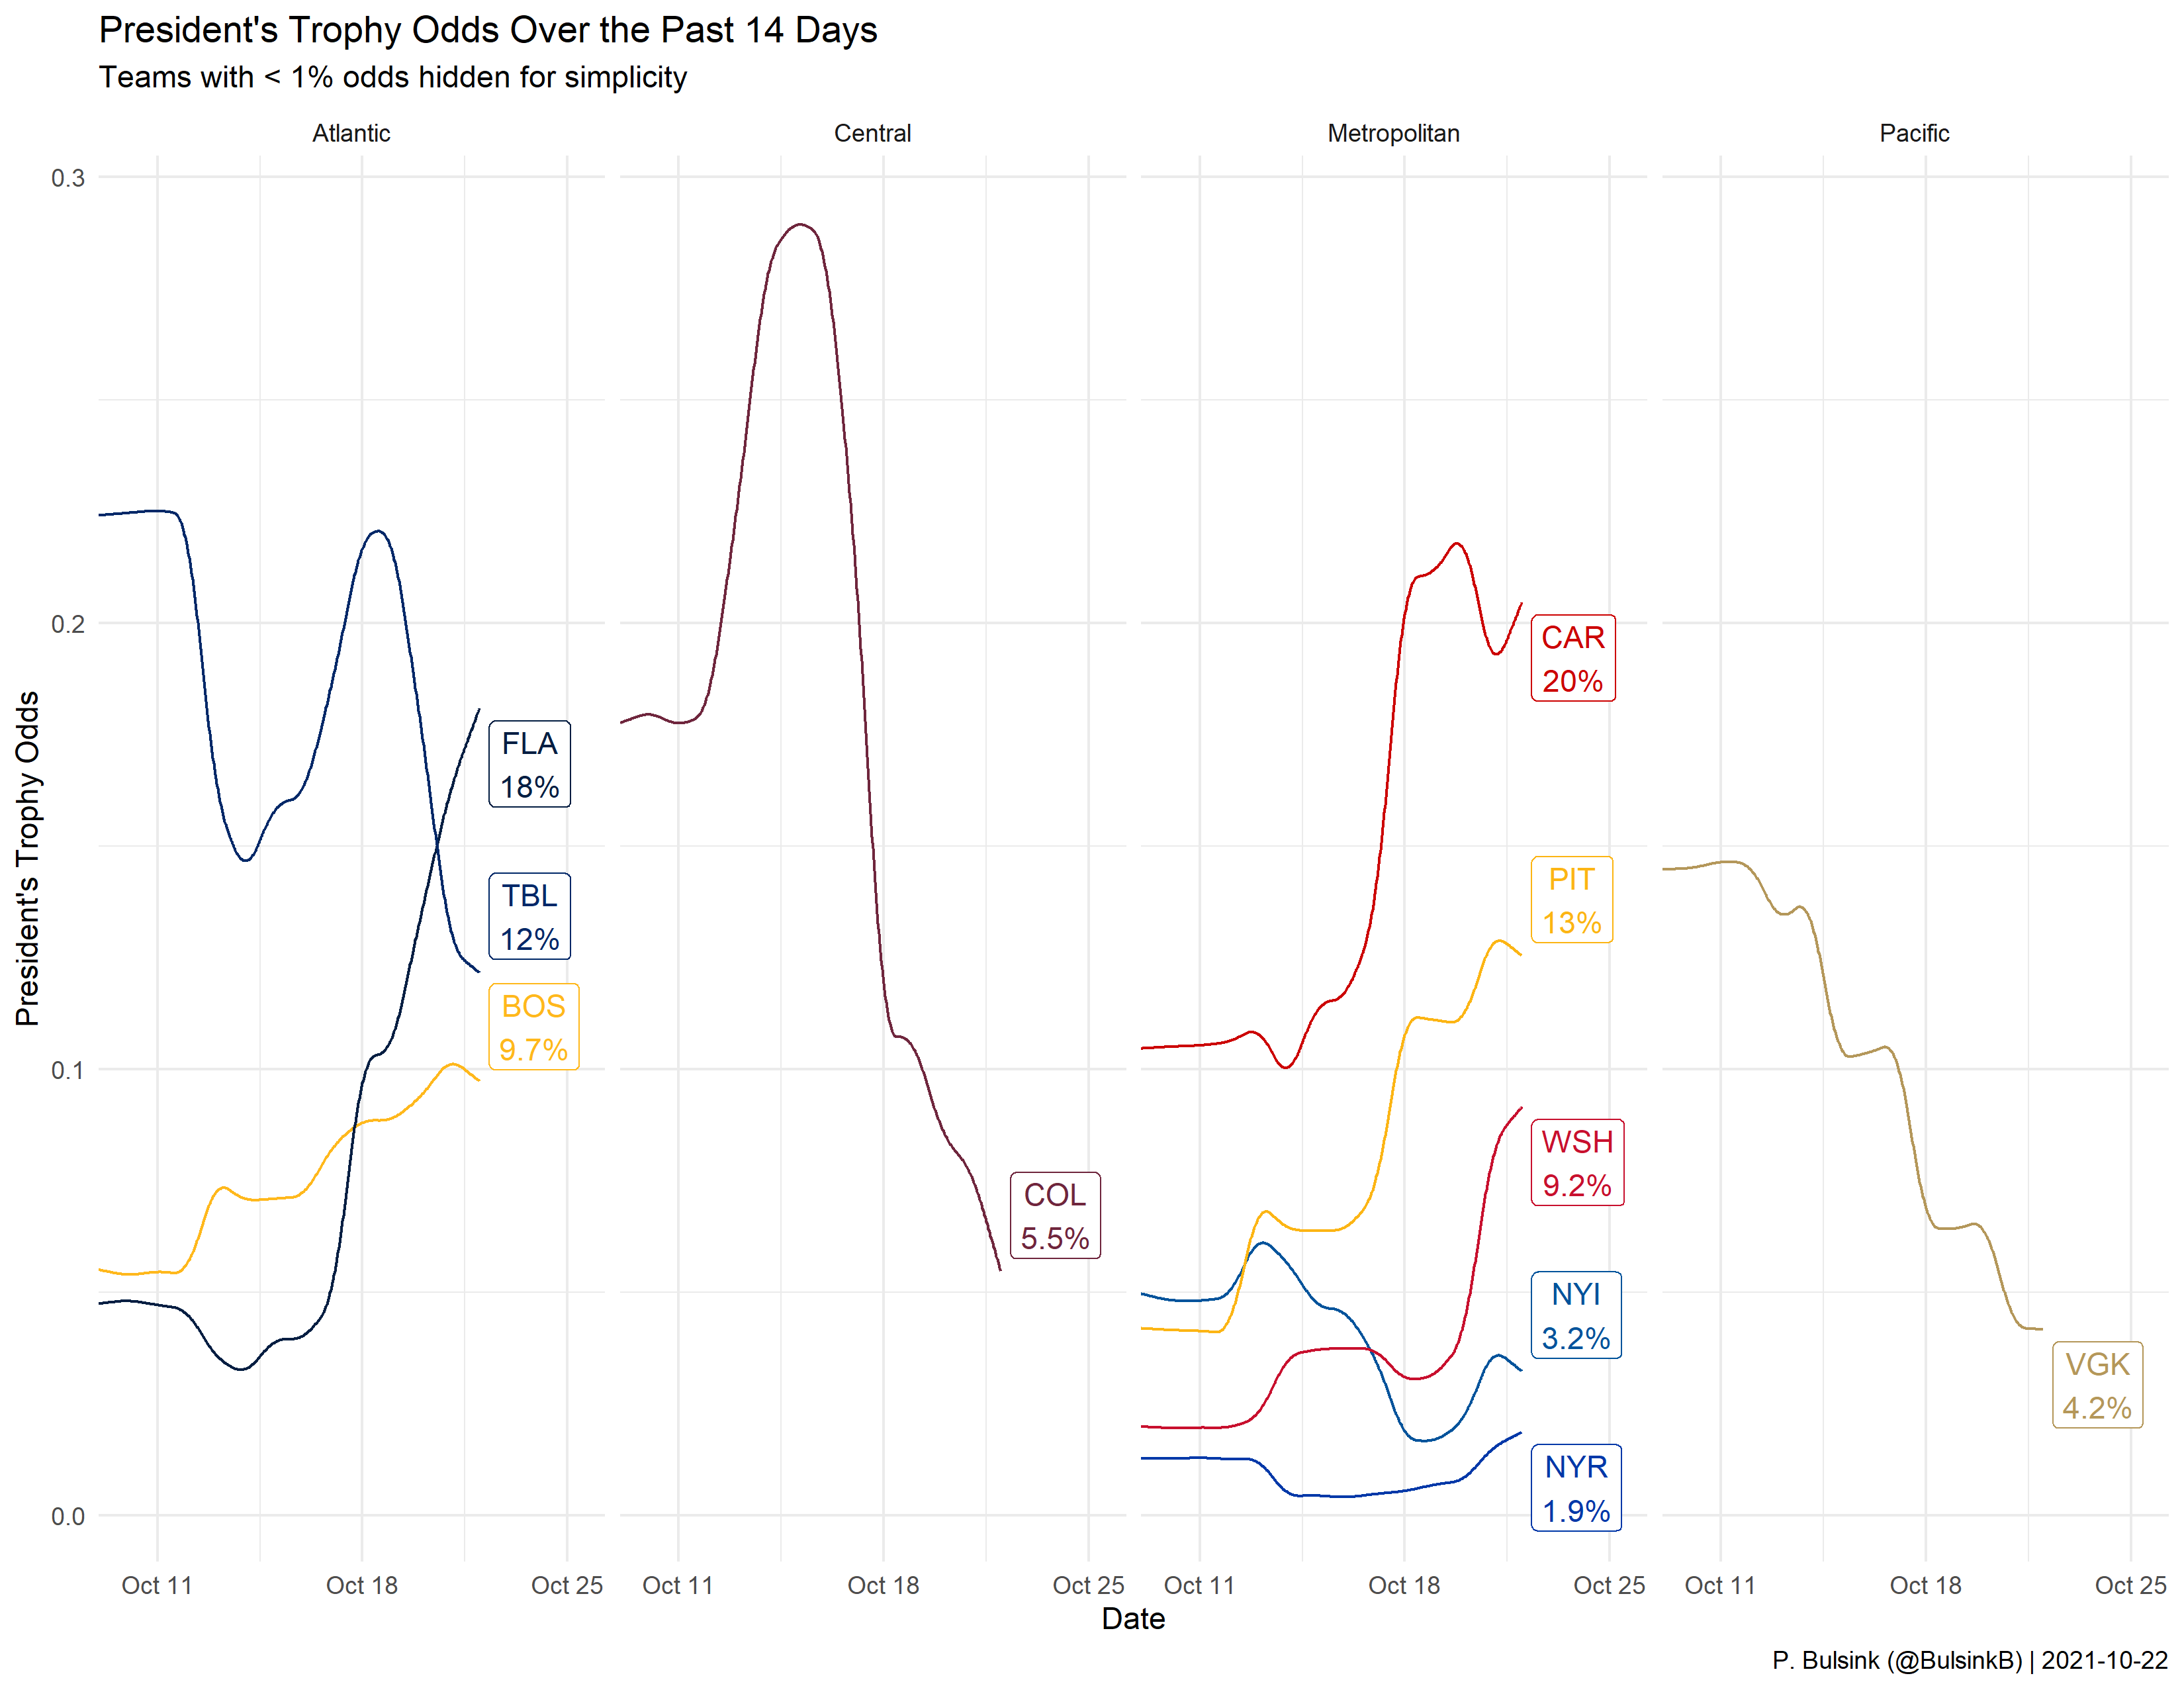 President's Trophy Odds Over the Past 14 Days
Teams with < 1% odds hidden for simplicity
Atlantic
Central
Metropolitan
Pacific
President's Trophy Odds
0.3
0.2
0.1
0.0
FLA
18%
TBL
12%
BOS
9.7%
COL
5.5%
CAR
20%
PIT
13%
WSH
9.2%
NYI
3.2%
NYR
1.9%
VGK
4.2%
Oct 11 Oct 18 Oct 25
Oct 11 Oct 18 Oct 25
Oct 11 Oct 18 Oct 25
Oct 11 Oct 18 Oct 25
Date
P. Bulsink (@BulsinkB) | 2021-10-22